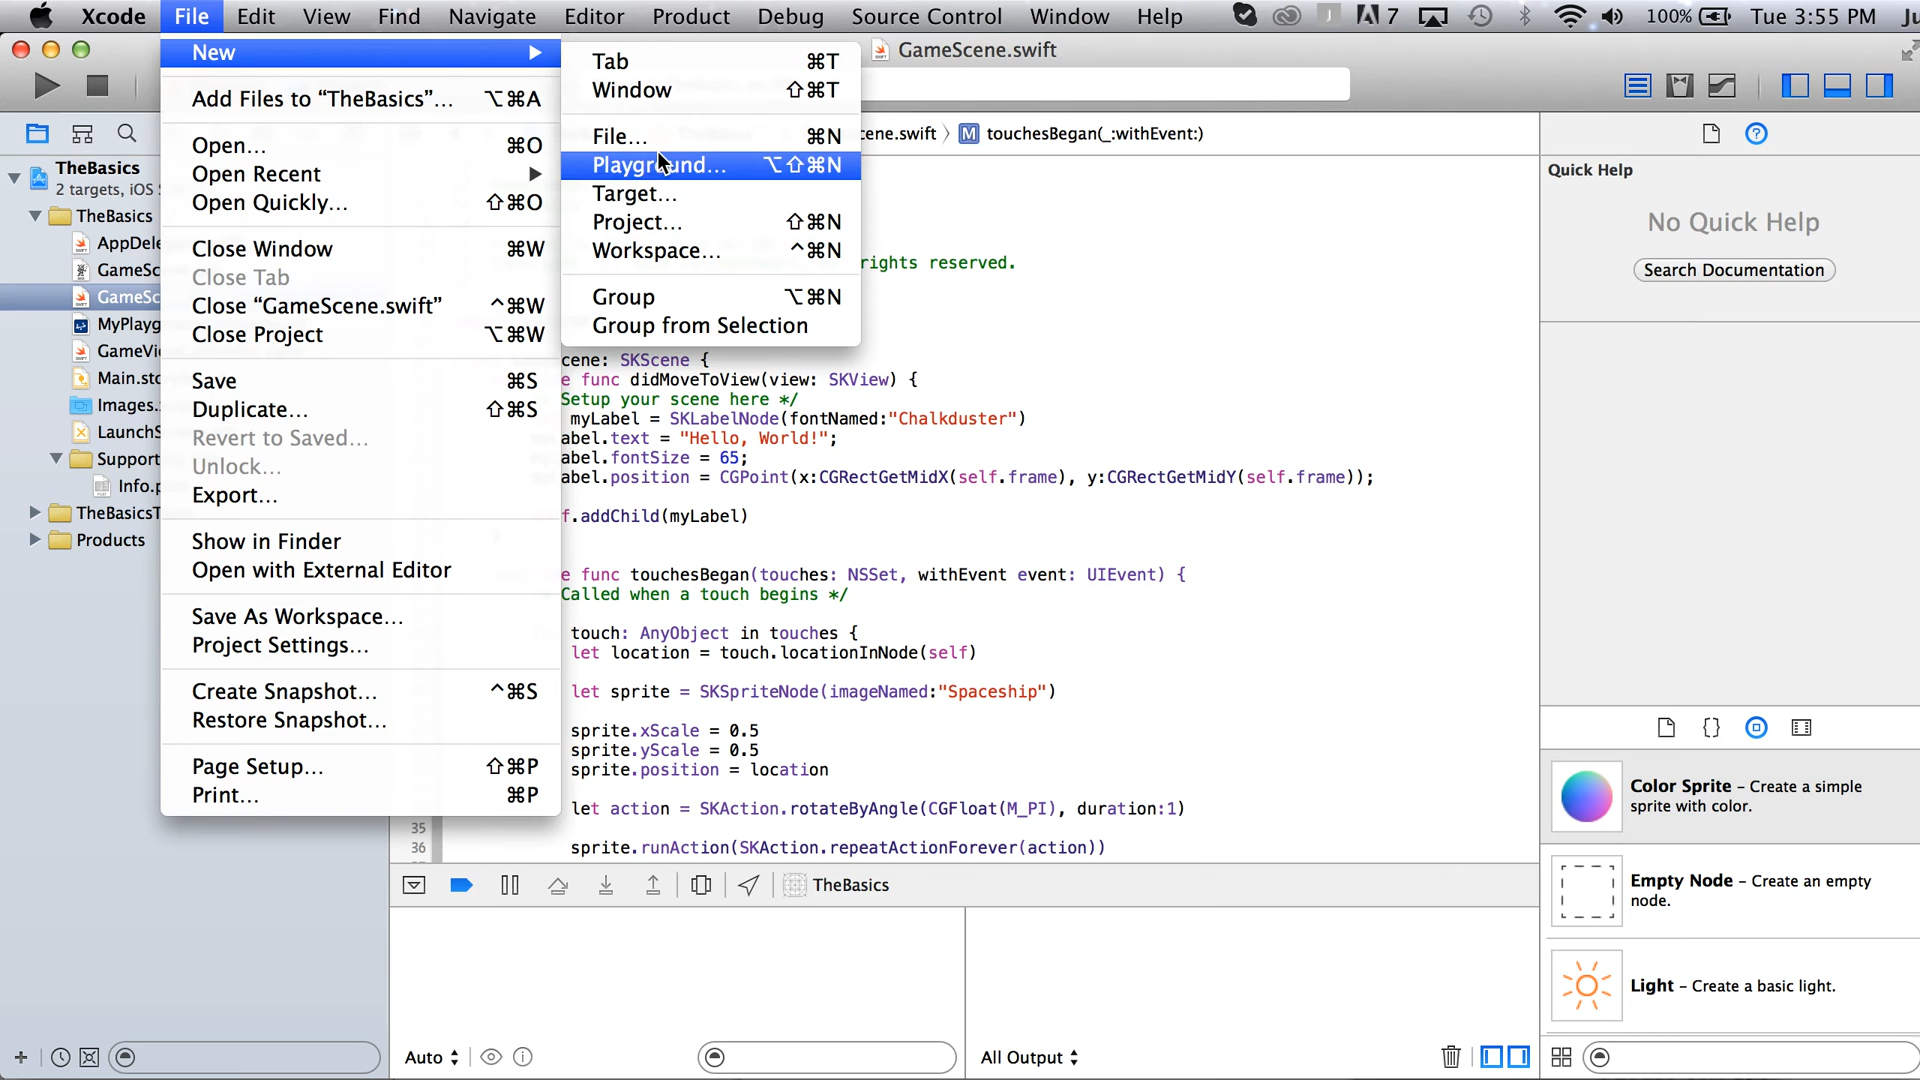 Xcode File Edit View Find Navigate Editor Product Debug Source Control Window Help 7 100% Tue 3:55 PM
New
Add Files to “TheBasics”… ⌥⌘A
Open… ⌘O
Open Recent
Open Quickly… ⇧⌘O
Close Window ⌘W
Close Tab
Close “GameScene.swift” ^⌘W
Close Project ⌥⌘W
Save ⌘S
Duplicate… ⇧⌘S
Revert to Saved…
Unlock…
Export…
Show in Finder
Open with External Editor
Save As Workspace…
Project Settings…
Create Snapshot… ^⌘S
Restore Snapshot…
Page Setup… ⇧⌘P
Print… ⌘P
Tab ⌘T
Window ⇧⌘T
File… ⌘N
Playground… ⌥⇧⌘N
Target…
Project… ⇧⌘N
Workspace… ^⌘N
Group ⌥⌘N
Group from Selection
GameScene.swift
cene.swift 〉 M touchesBegan(_:withEvent:)
TheBasics
2 targets, iOS
TheBasics
AppDele
GameSc
GameSc
MyPlayg
GameVi
Main.sto
Images.
LaunchS
Support
Info.p
TheBasicsT
Products
rights reserved.
cene: SKScene {
e func didMoveToView(view: SKView) {
Setup your scene here */
myLabel = SKLabelNode(fontNamed:"Chalkduster")
abel.text = "Hello, World!";
abel.fontSize = 65;
abel.position = CGPoint(x:CGRectGetMidX(self.frame), y:CGRectGetMidY(self.frame));
f.addChild(myLabel)
e func touchesBegan(touches: NSSet, withEvent event: UIEvent) {
Called when a touch begins */
touch: AnyObject in touches {
let location = touch.locationInNode(self)
let sprite = SKSpriteNode(imageNamed:"Spaceship")
sprite.xScale = 0.5
sprite.yScale = 0.5
sprite.position = location
let action = SKAction.rotateByAngle(CGFloat(M_PI), duration:1)
35
36 sprite.runAction(SKAction.repeatActionForever(action))
TheBasics
Auto
All Output
Quick Help
No Quick Help
Search Documentation
Color Sprite – Create a simple
sprite with color.
Empty Node – Create an empty
node.
Light – Create a basic light.